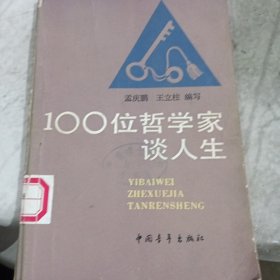 孟庆鹏 王立柱 编写
100位哲学家
谈人生
YIBAIWEI
ZHEXUEJIA
TANRENSHENG
中国青年出版社